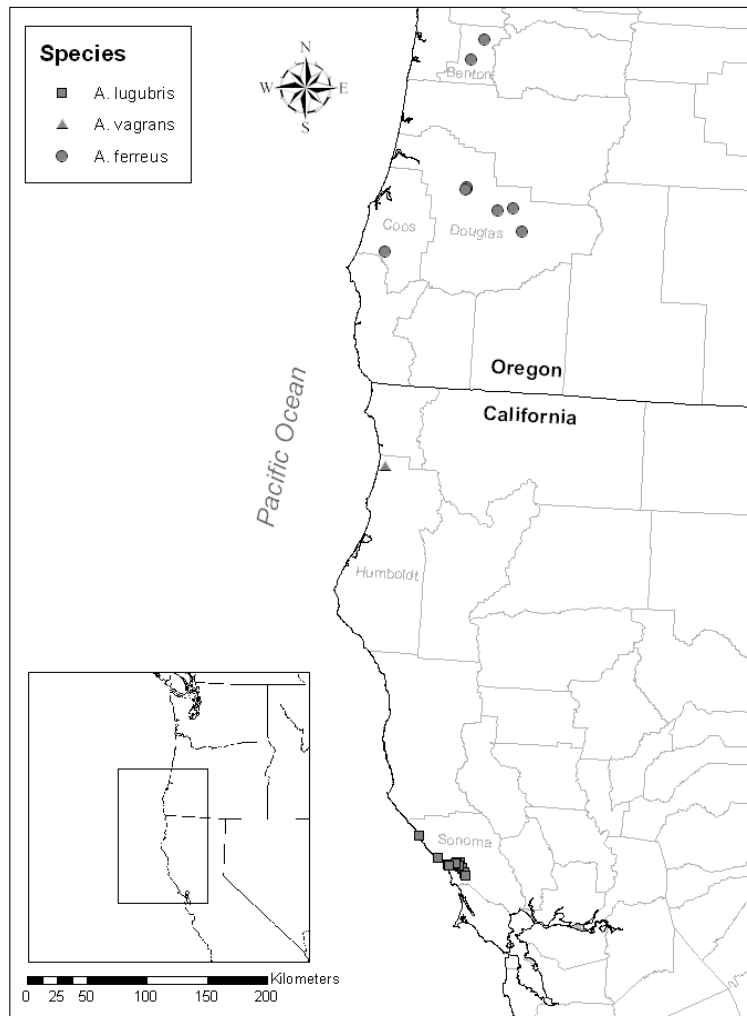 Species
A. lugubris
A. vagrans
A. ferreus
N
W E
S
Benton
Coos
Douglas
Oregon
California
Pacific Ocean
Humboldt
Sonoma
Kilometers
0 25 50 100 150 200